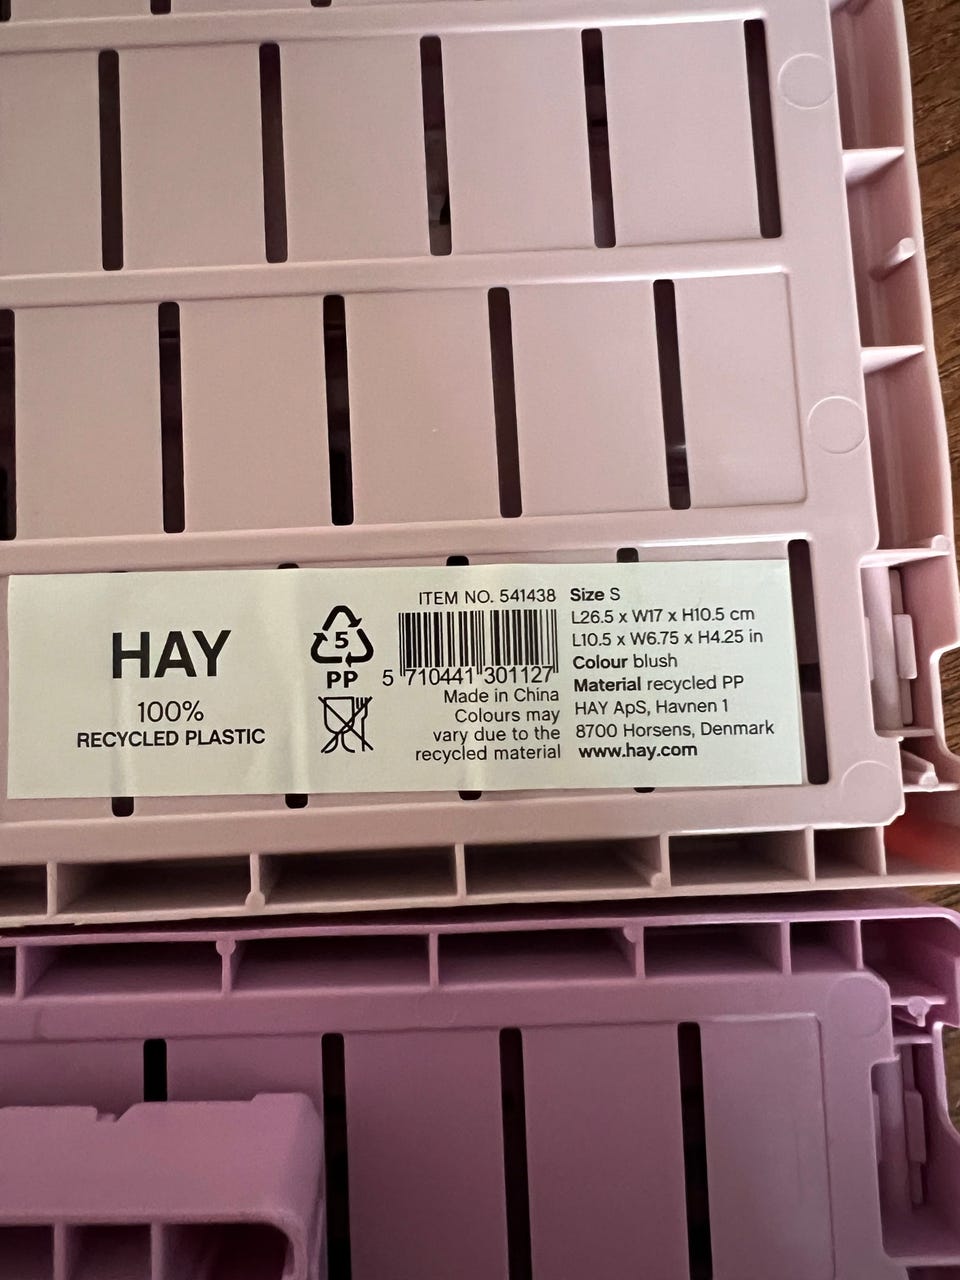 HAY
100%
RECYCLED PLASTIC
5
PP
ITEM NO. 541438
5 710441 301127
Made in China
Colours may
vary due to the
recycled material
Size S
L26.5 x W17 x H10.5 cm
L10.5 x W6.75 x H4.25 in
Colour blush
Material recycled PP
HAY ApS, Havnen 1
8700 Horsens, Denmark
www.hay.com